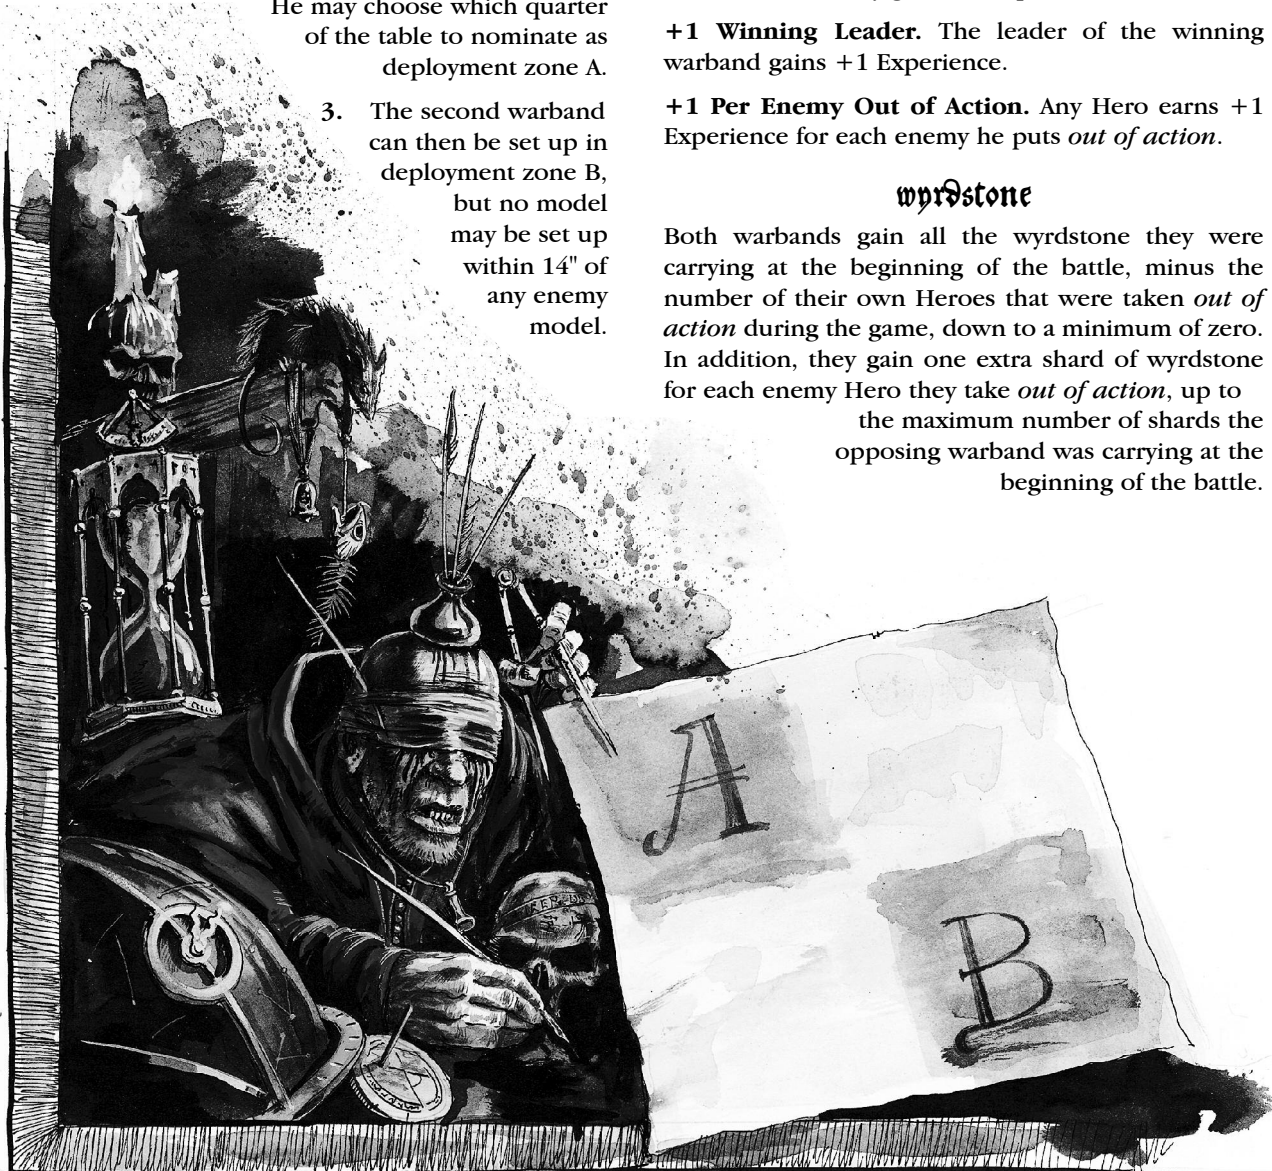 He may choose which quarter
of the table to nominate as
deployment zone A.
3. The second warband
can then be set up in
deployment zone B,
but no model
may be set up
within 14" of
any enemy
model.
+1 Winning Leader. The leader of the winning
warband gains +1 Experience.
+1 Per Enemy Out of Action. Any Hero earns +1
Experience for each enemy he puts out of action.
wyrdstone
Both warbands gain all the wyrdstone they were
carrying at the beginning of the battle, minus the
number of their own Heroes that were taken out of
action during the game, down to a minimum of zero.
In addition, they gain one extra shard of wyrdstone
for each enemy Hero they take out of action, up to
the maximum number of shards the
opposing warband was carrying at the
beginning of the battle.
A
B